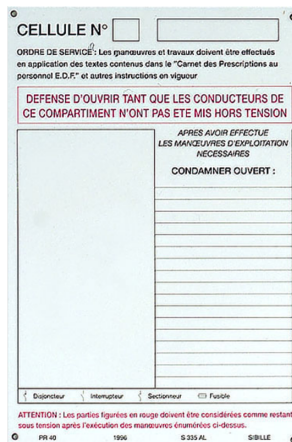 CELLULE N°
ORDRE DE SERVICE : Les manœuvres et travaux doivent être effectués
en application des textes contenus dans le "Carnet des Prescriptions au
personnel E.D.F." et autres instructions en vigueur
DEFENSE D'OUVRIR TANT QUE LES CONDUCTEURS DE
CE COMPARTIMENT N'ONT PAS ETE MIS HORS TENSION
APRES AVOIR EFFECTUE
LES MANŒUVRES D'EXPLOITATION
NECESSAIRES
CONDAMNER OUVERT :
Disjoncteur Interrupteur Sectionneur Fusible
ATTENTION : Les parties figurées en rouge doivent être considérées comme restant
sous tension après l'exécution des manœuvres énumérées ci-dessus.
PR 40 1996 S 335 AL SIBILLE